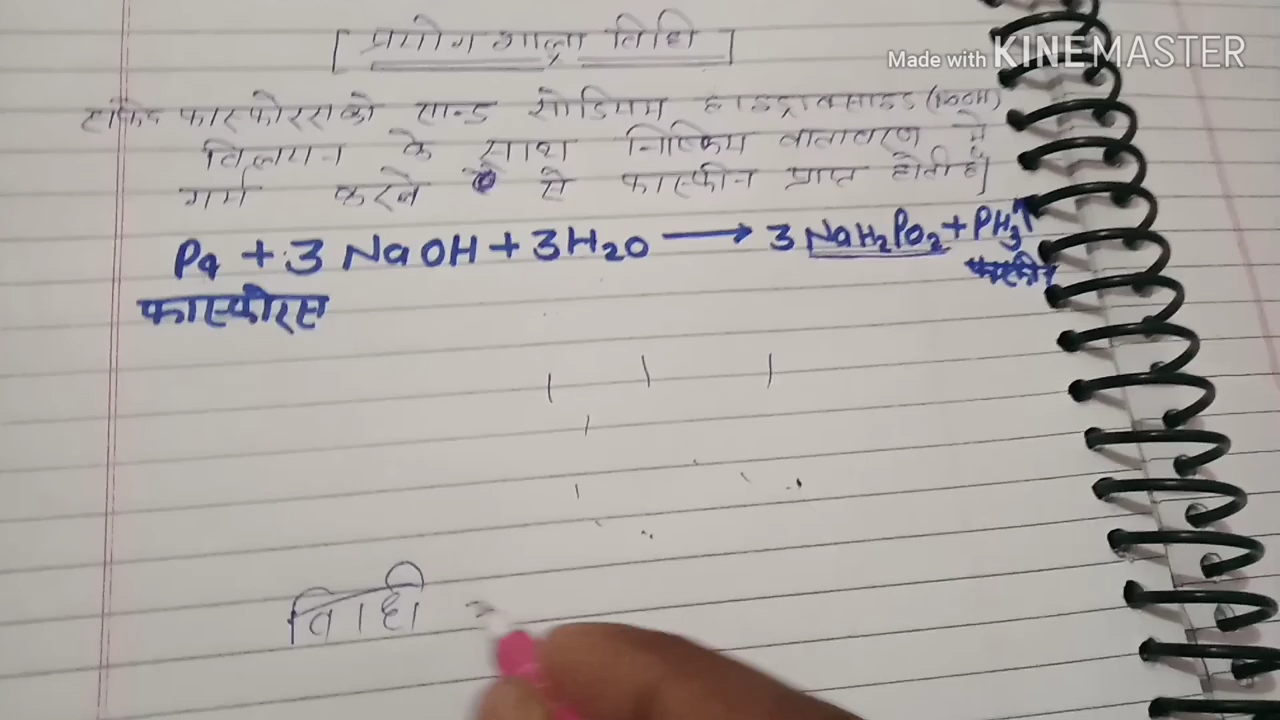 [ प्रयोगशाला विधि ]
Made with KINEMASTER
फास्फोरस को सान्द्र सोडियम हाइड्राक्साइड (NaOH)
विलयन के साथ निष्क्रिय वातावरण में
गर्म करने से फास्फीन प्राप्त होती है।
P4 + 3 NaOH + 3H2O ⟶ 3 NaH2PO2 + PH3↑
फास्फोरस फास्फीन
विधी